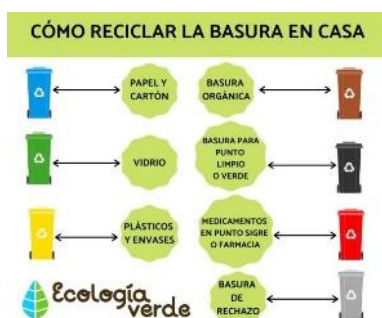 CÓMO RECICLAR LA BASURA EN CASA
PAPEL Y
CARTÓN
BASURA
ORGÁNICA
VIDRIO
BASURA PARA
PUNTO
LIMPIO
O VERDE
PLÁSTICOS
Y ENVASES
MEDICAMENTOS
EN PUNTO SIGRE
O FARMACIA
BASURA
DE
RECHAZO
Ecología
verde